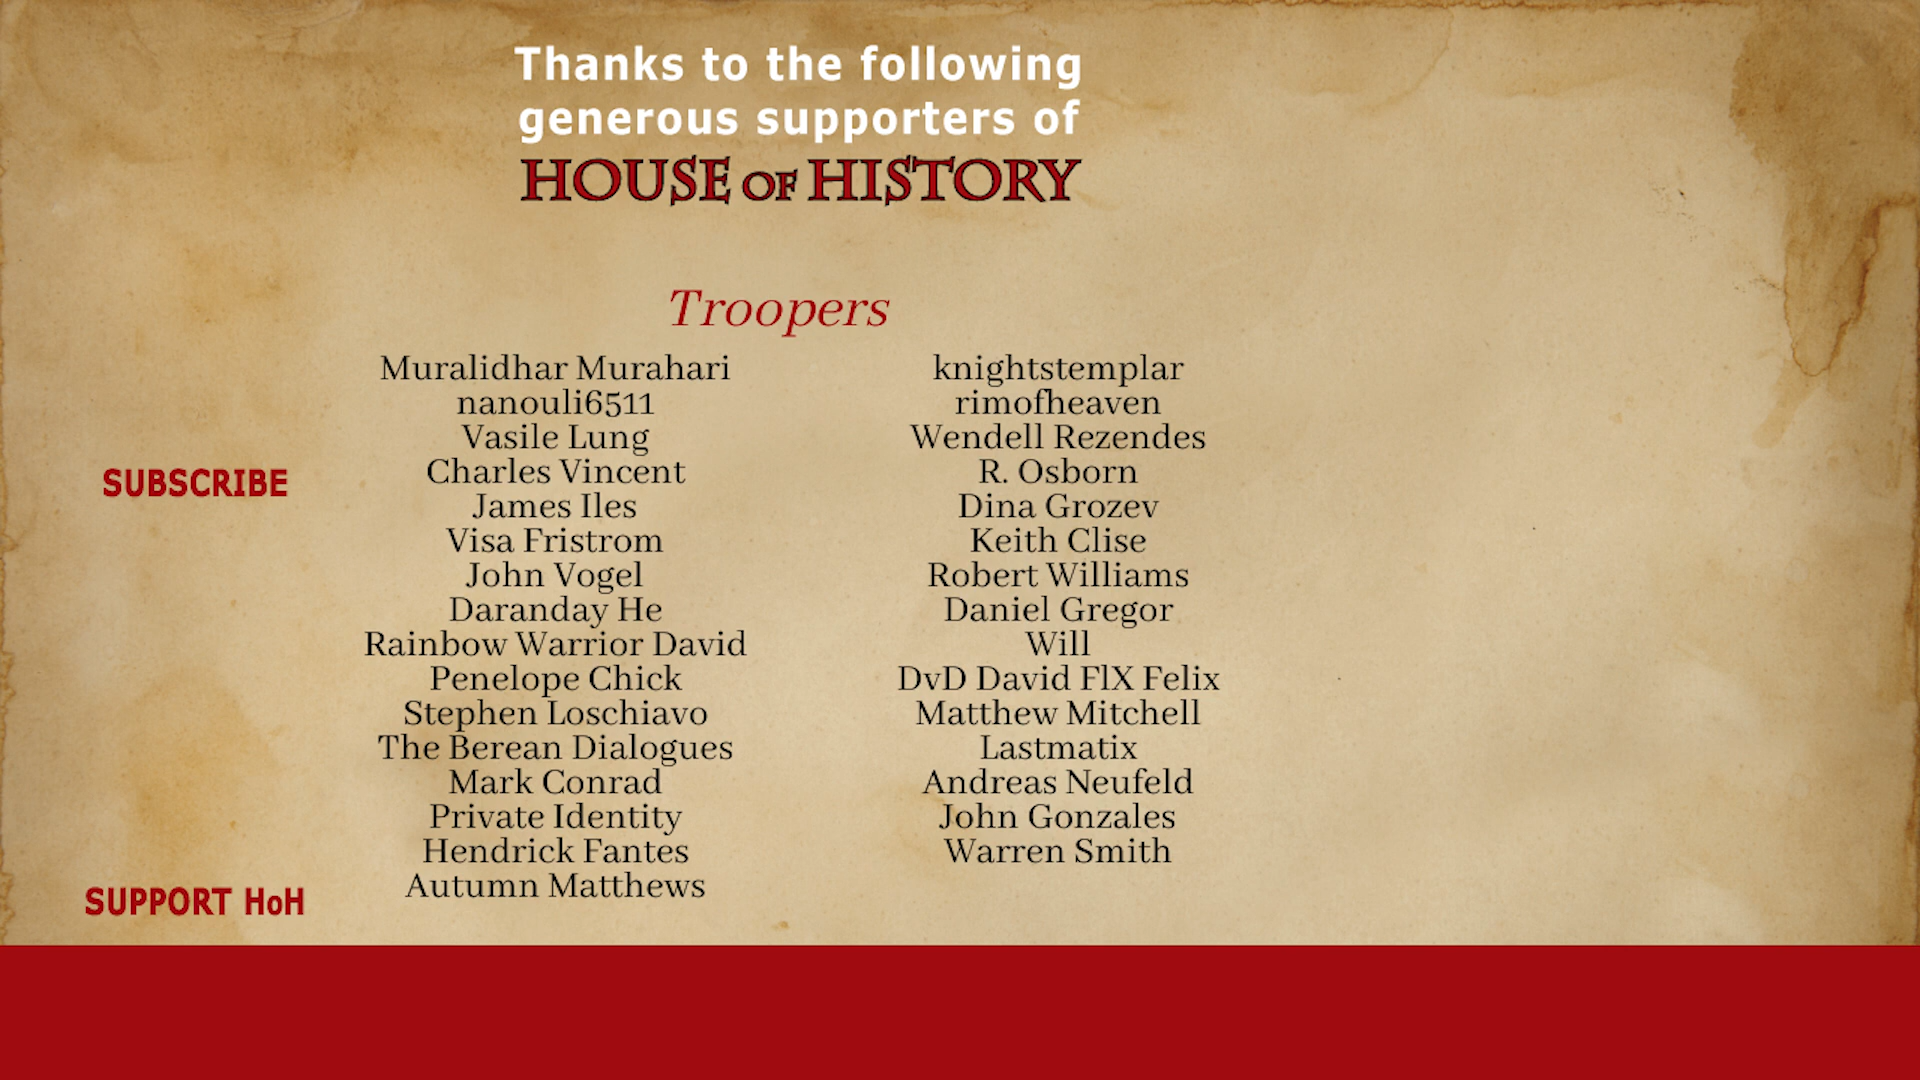 Thanks to the following
generous supporters of
HOUSE OF HISTORY
Troopers
Muralidhar Murahari
nanouli6511
Vasile Lung
Charles Vincent
James Iles
Visa Fristrom
John Vogel
Daranday He
Rainbow Warrior David
Penelope Chick
Stephen Loschiavo
The Berean Dialogues
Mark Conrad
Private Identity
Hendrick Fantes
Autumn Matthews
knightstemplar
rimofheaven
Wendell Rezendes
R. Osborn
Dina Grozev
Keith Clise
Robert Williams
Daniel Gregor
Will
DvD David FlX Felix
Matthew Mitchell
Lastmatix
Andreas Neufeld
John Gonzales
Warren Smith
SUBSCRIBE
SUPPORT HoH